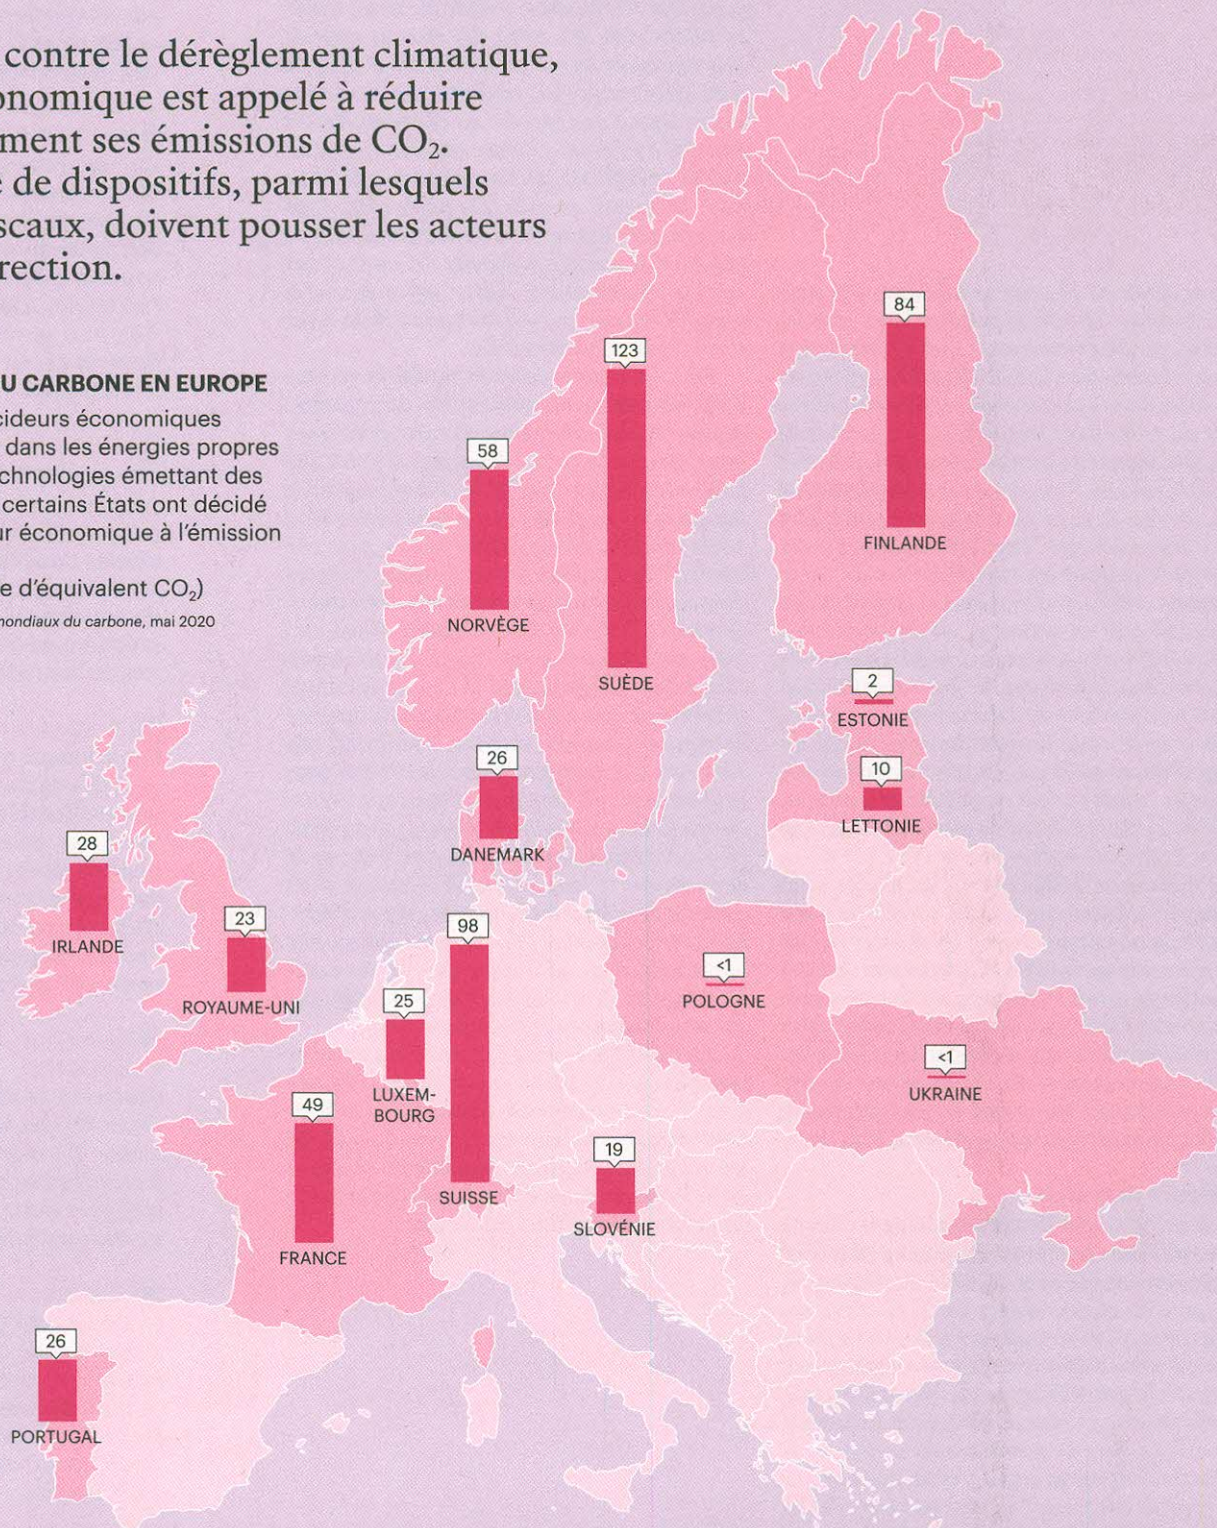 contre le dérèglement climatique,
onomique est appelé à réduire
ment ses émissions de CO₂.
e de dispositifs, parmi lesquels
scaux, doivent pousser les acteurs
rection.
U CARBONE EN EUROPE
cideurs économiques
dans les énergies propres
chnologies émettant des
certains États ont décidé
ur économique à l'émission
e d'équivalent CO₂)
mondiaux du carbone, mai 2020
84
FINLANDE
123
SUÈDE
58
NORVÈGE
2
ESTONIE
10
LETTONIE
26
DANEMARK
28
IRLANDE
23
ROYAUME-UNI
98
SUISSE
25
LUXEM-
BOURG
<1
POLOGNE
<1
UKRAINE
49
FRANCE
19
SLOVÉNIE
26
PORTUGAL